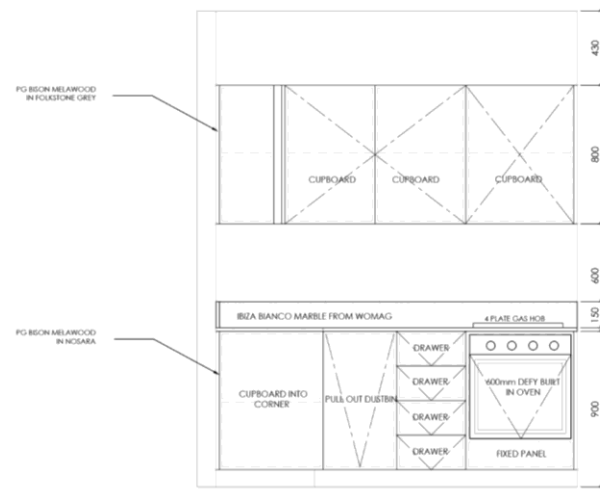 430
PG BISON MELAWOOD
IN FOLKSTONE GREY
800
CUPBOARD
CUPBOARD
CUPBOARD
600
IBIZA BIANCO MARBLE FROM WOMAG
4 PLATE GAS HOB
150
PG BISON MELAWOOD
IN NOSARA
DRAWER
DRAWER
600mm DEFY BUILT
IN OVEN
CUPBOARD INTO
CORNER
PULL OUT DUSTBIN
900
DRAWER
DRAWER
FIXED PANEL